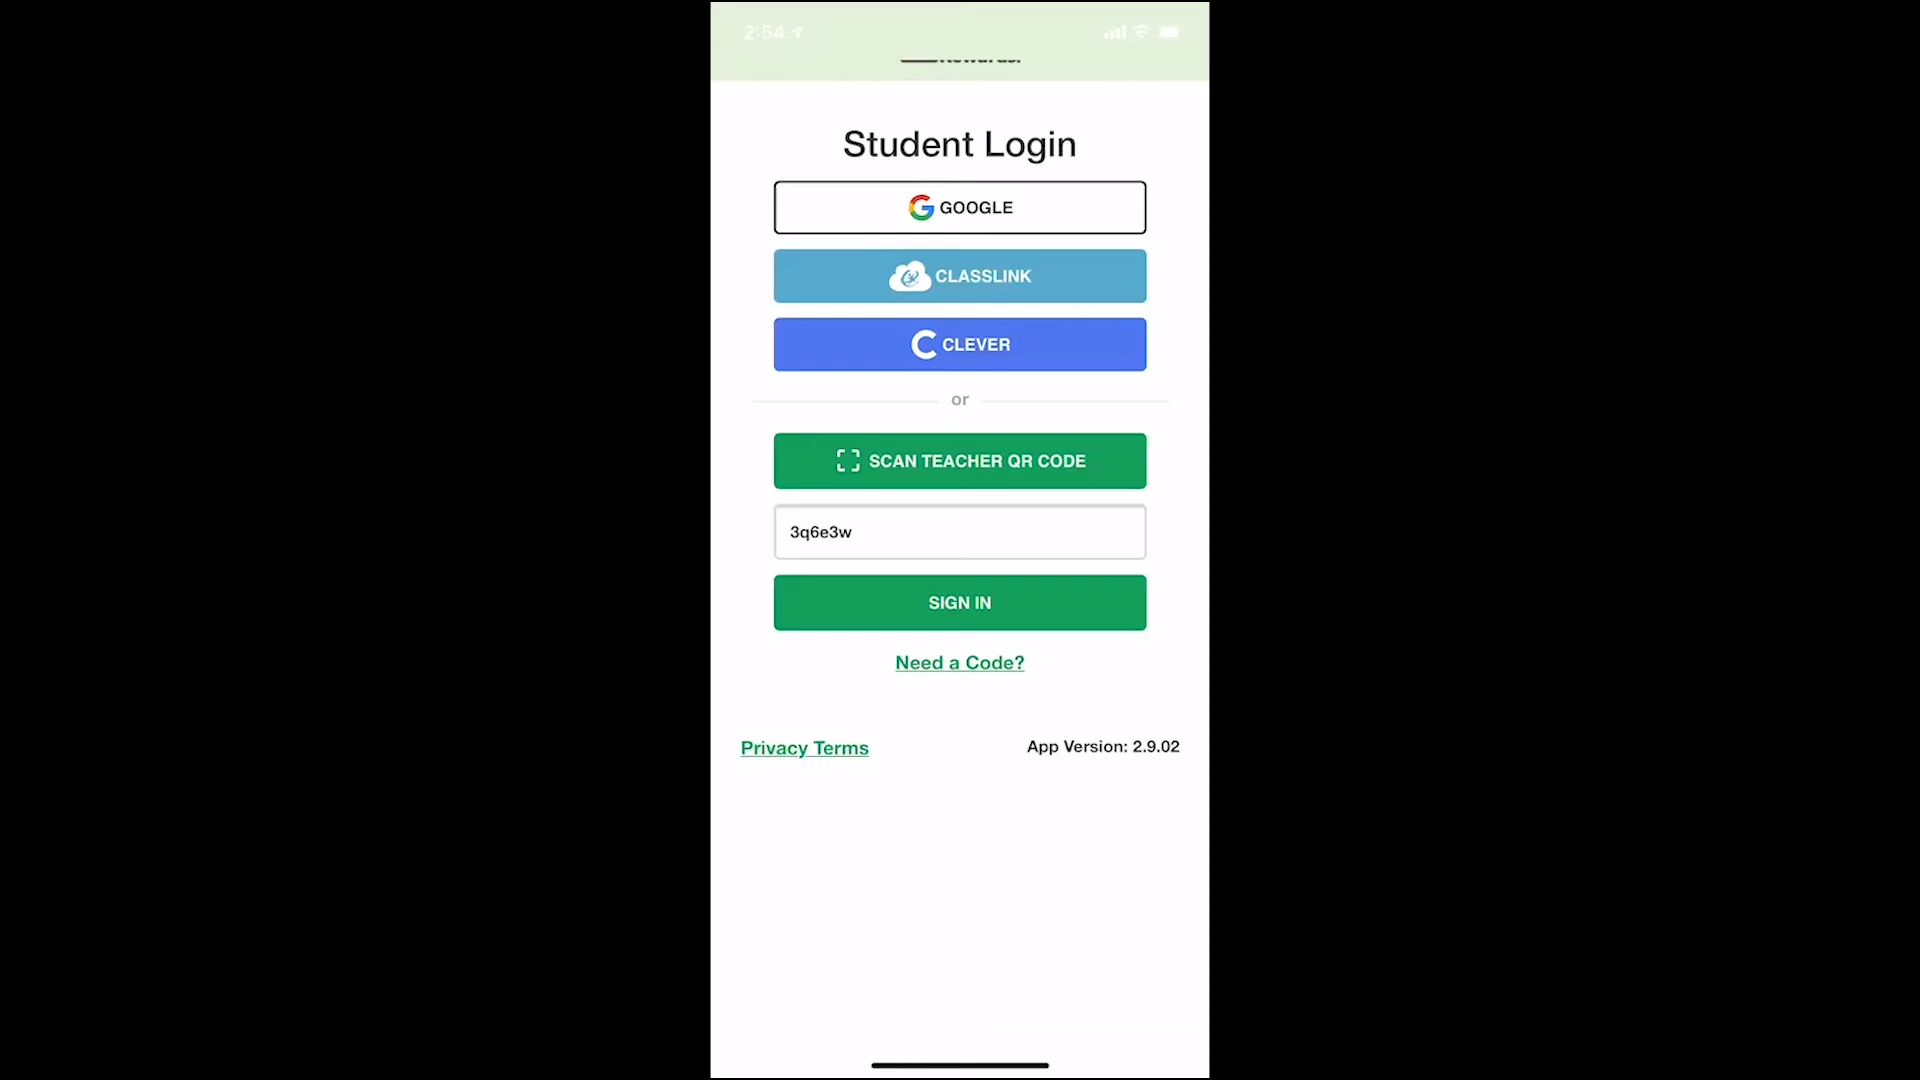 2:54
Student Login
GOOGLE
CLASSLINK
CLEVER
or
SCAN TEACHER QR CODE
3q6e3w
SIGN IN
Need a Code?
Privacy Terms
App Version: 2.9.02